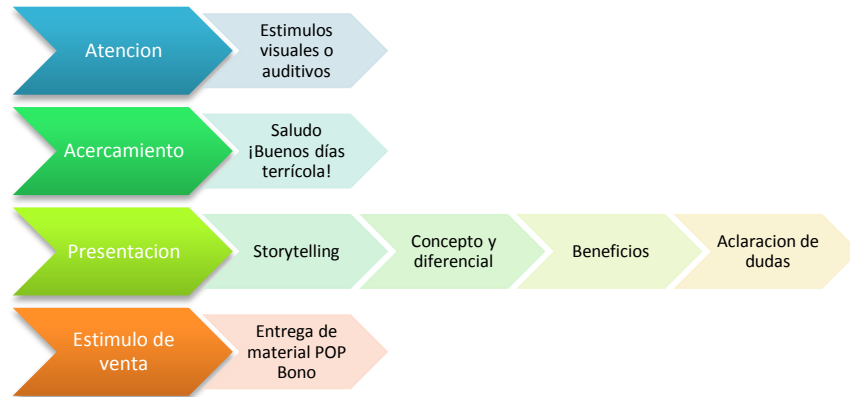 Atencion
Estimulos
visuales o
auditivos
Acercamiento
Saludo
¡Buenos días
terrícola!
Presentacion
Storytelling
Concepto y
diferencial
Beneficios
Aclaracion de
dudas
Estimulo de
venta
Entrega de
material POP
Bono